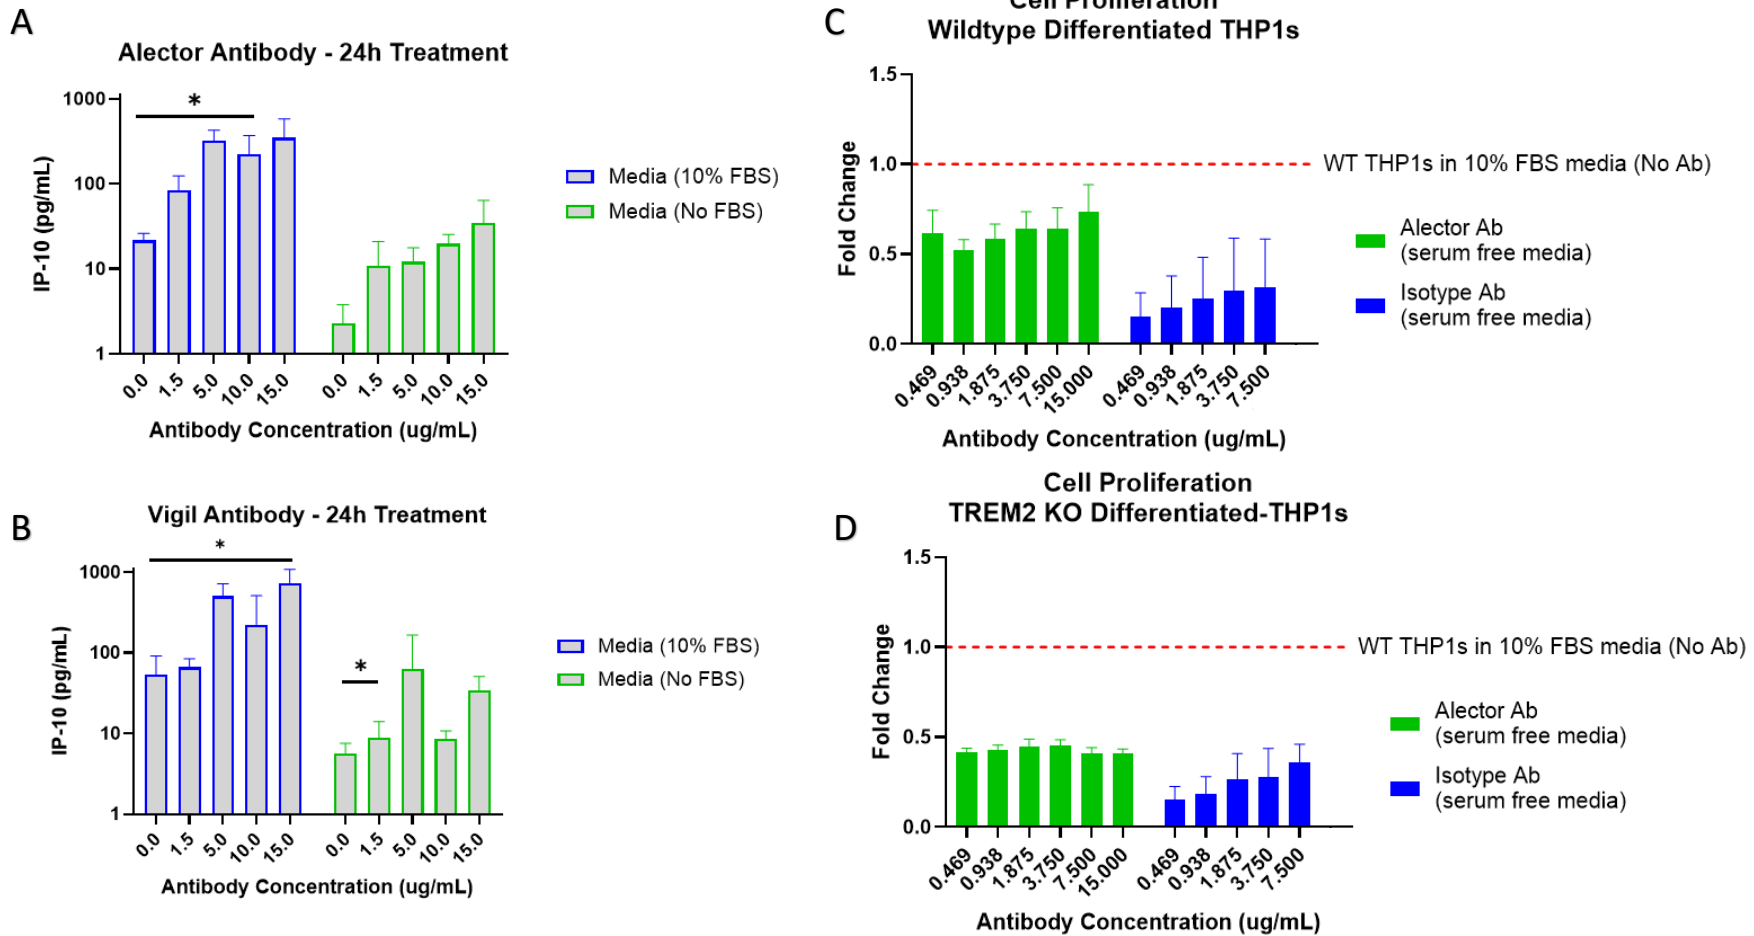 A
Alector Antibody - 24h Treatment
*
1000
100
10
1
IP-10 (pg/mL)
0.0 1.5 5.0 10.0 15.0 0.0 1.5 5.0 10.0 15.0
Antibody Concentration (ug/mL)
Media (10% FBS)
Media (No FBS)
B
Vigil Antibody - 24h Treatment
*
*
1000
100
10
1
IP-10 (pg/mL)
0.0 1.5 5.0 10.0 15.0 0.0 1.5 5.0 10.0 15.0
Antibody Concentration (ug/mL)
Media (10% FBS)
Media (No FBS)
C
Cell Proliferation
Wildtype Differentiated THP1s
1.5
1.0
0.5
0.0
Fold Change
WT THP1s in 10% FBS media (No Ab)
Alector Ab
(serum free media)
Isotype Ab
(serum free media)
0.469 0.938 1.875 3.750 7.500 15.000 0.469 0.938 1.875 3.750 7.500
Antibody Concentration (ug/mL)
D
Cell Proliferation
TREM2 KO Differentiated-THP1s
1.5
1.0
0.5
0.0
Fold Change
WT THP1s in 10% FBS media (No Ab)
Alector Ab
(serum free media)
Isotype Ab
(serum free media)
0.469 0.938 1.875 3.750 7.500 15.000 0.469 0.938 1.875 3.750 7.500
Antibody Concentration (ug/mL)